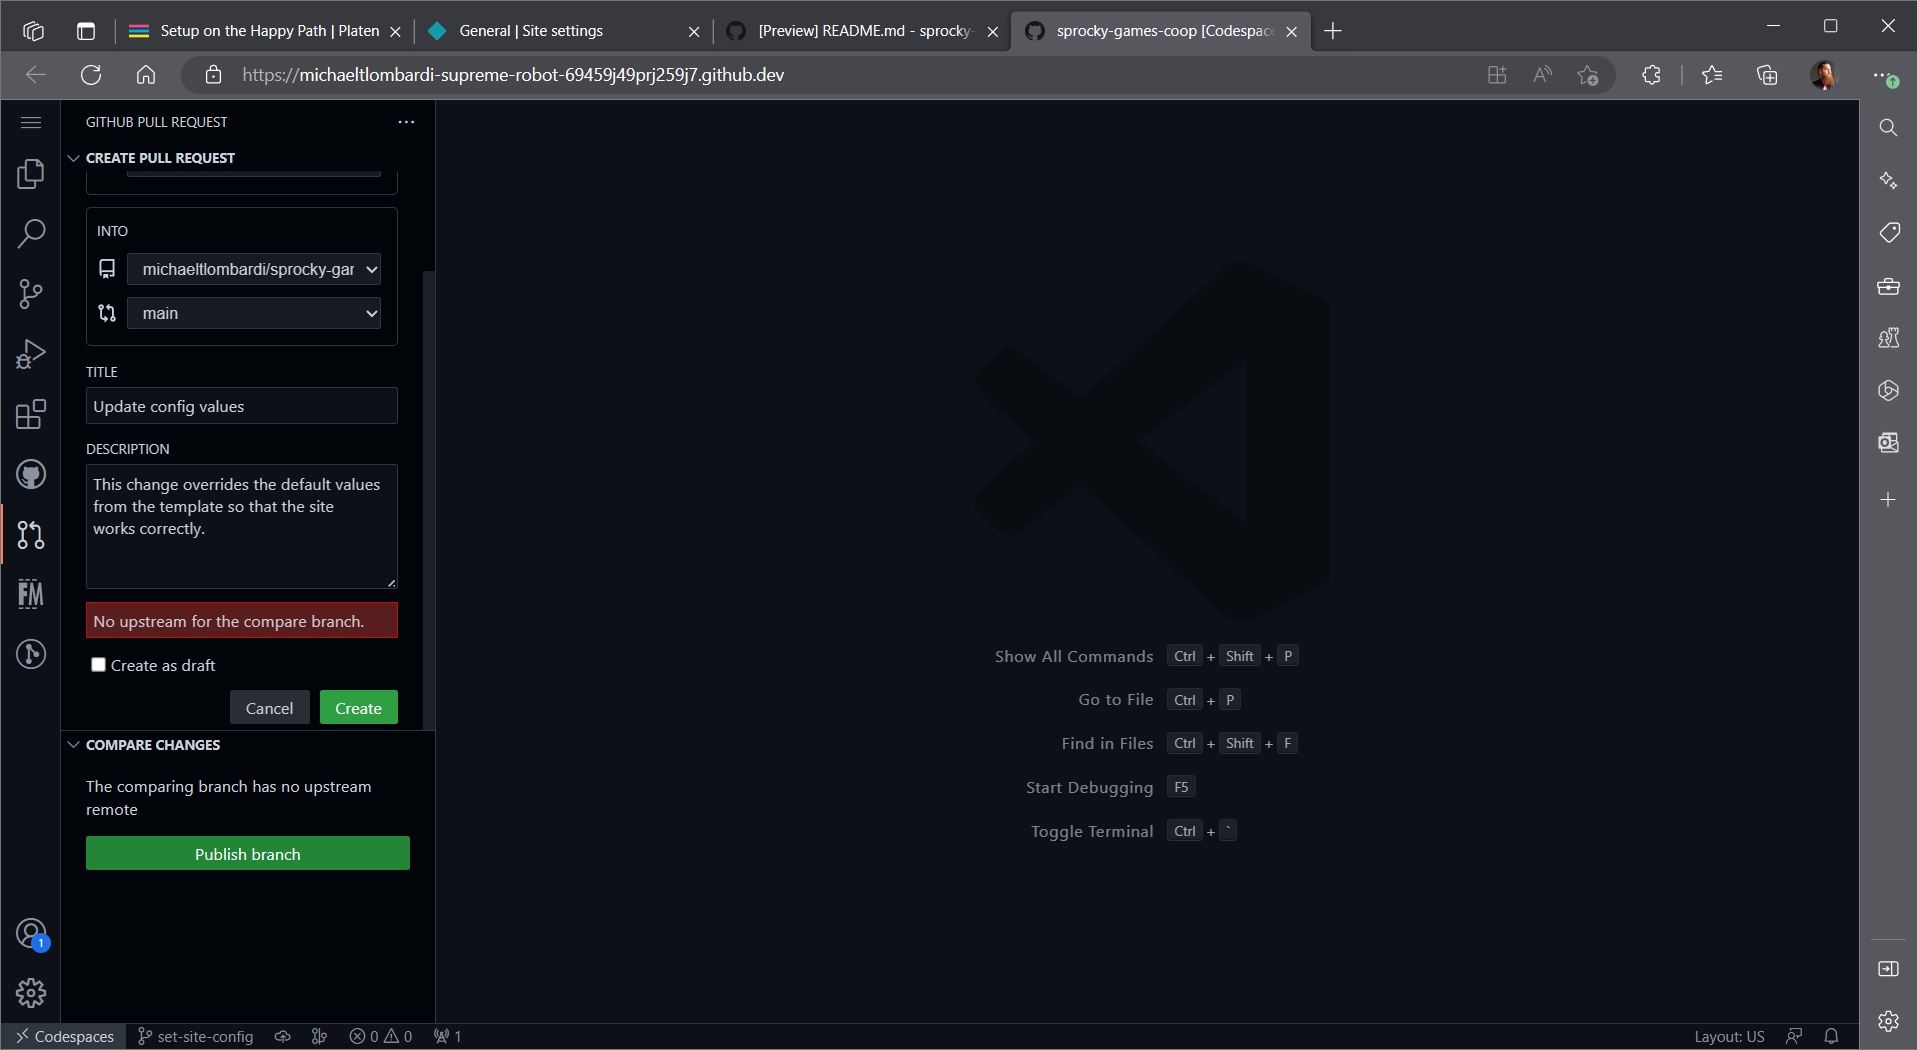 Setup on the Happy Path | Platen
General | Site settings
[Preview] README.md - sprocky-
sprocky-games-coop [Codespac
https://michaeltlombardi-supreme-robot-69459j49prj259j7.github.dev
GITHUB PULL REQUEST
CREATE PULL REQUEST
INTO
michaeltlombardi/sprocky-gar
main
TITLE
Update config values
DESCRIPTION
This change overrides the default values
from the template so that the site
works correctly.
No upstream for the compare branch.
Create as draft
Cancel
Create
COMPARE CHANGES
The comparing branch has no upstream
remote
Publish branch
FM
1
Show All Commands Ctrl + Shift + P
Go to File Ctrl + P
Find in Files Ctrl + Shift + F
Start Debugging F5
Toggle Terminal Ctrl + `
Codespaces
set-site-config
0
0
1
Layout: US